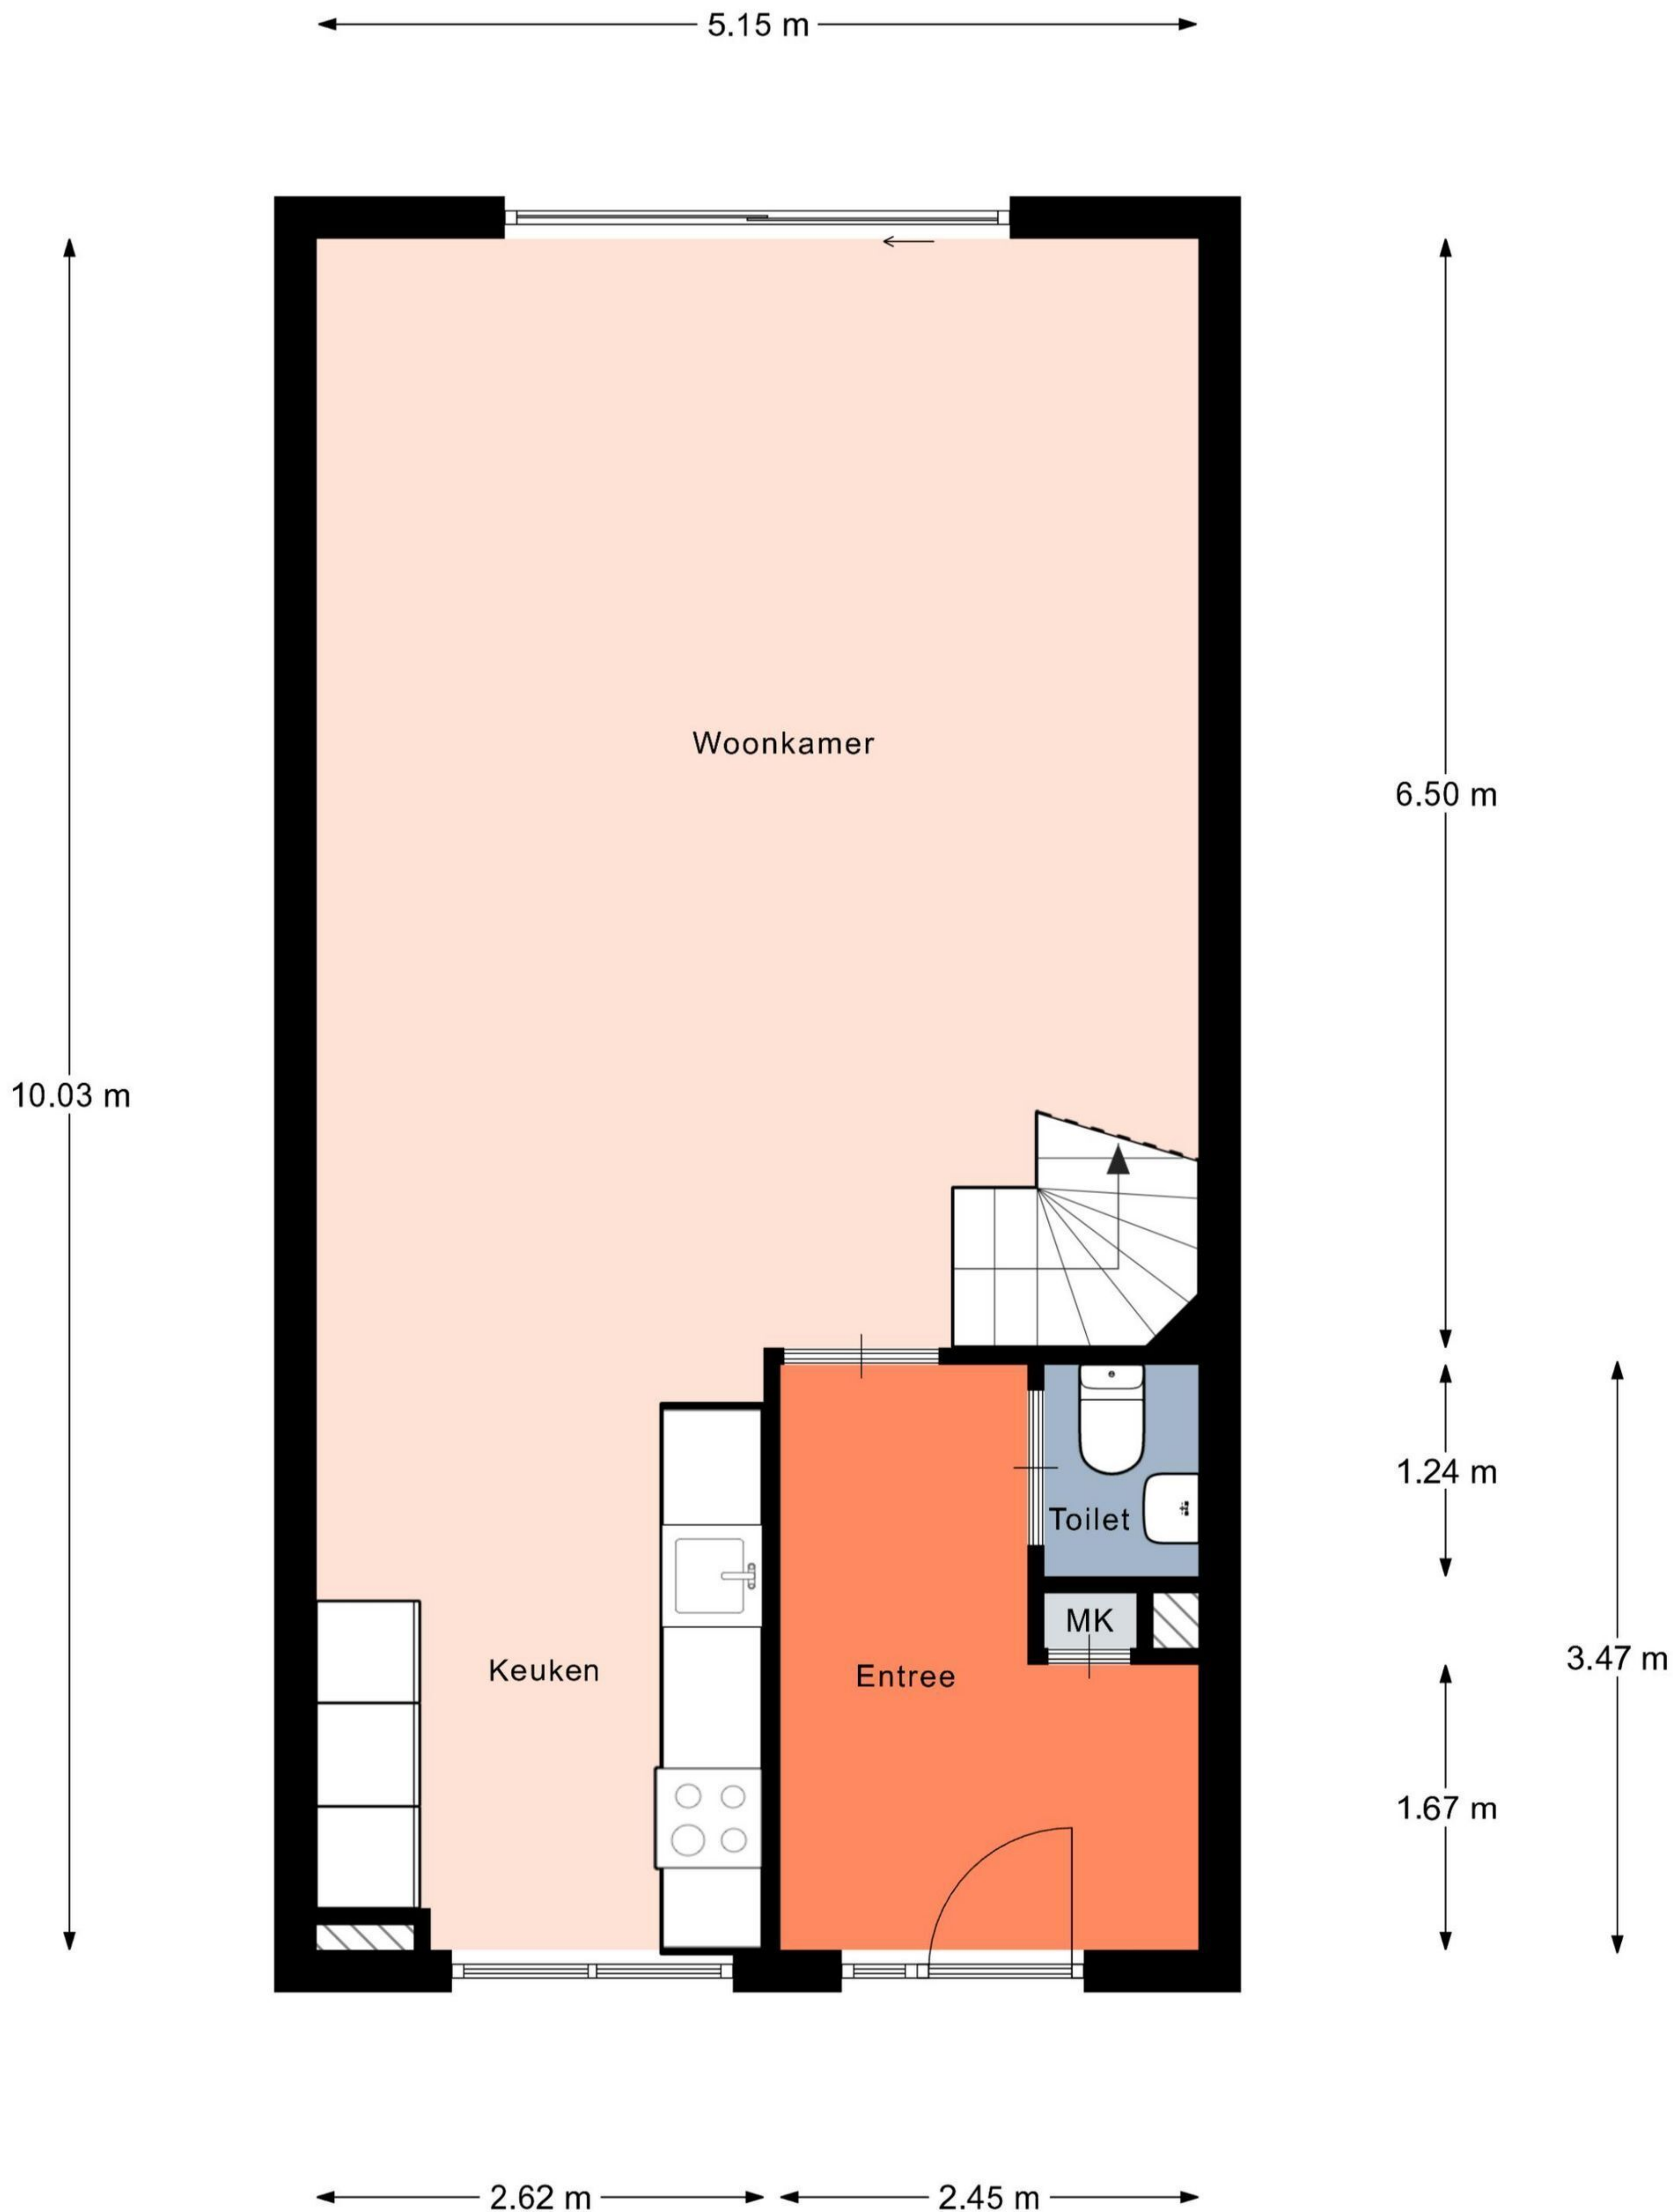 5.15 m
Woonkamer
6.50 m
10.03 m
1.24 m
Toilet
MK
3.47 m
Keuken
Entree
1.67 m
2.62 m
2.45 m